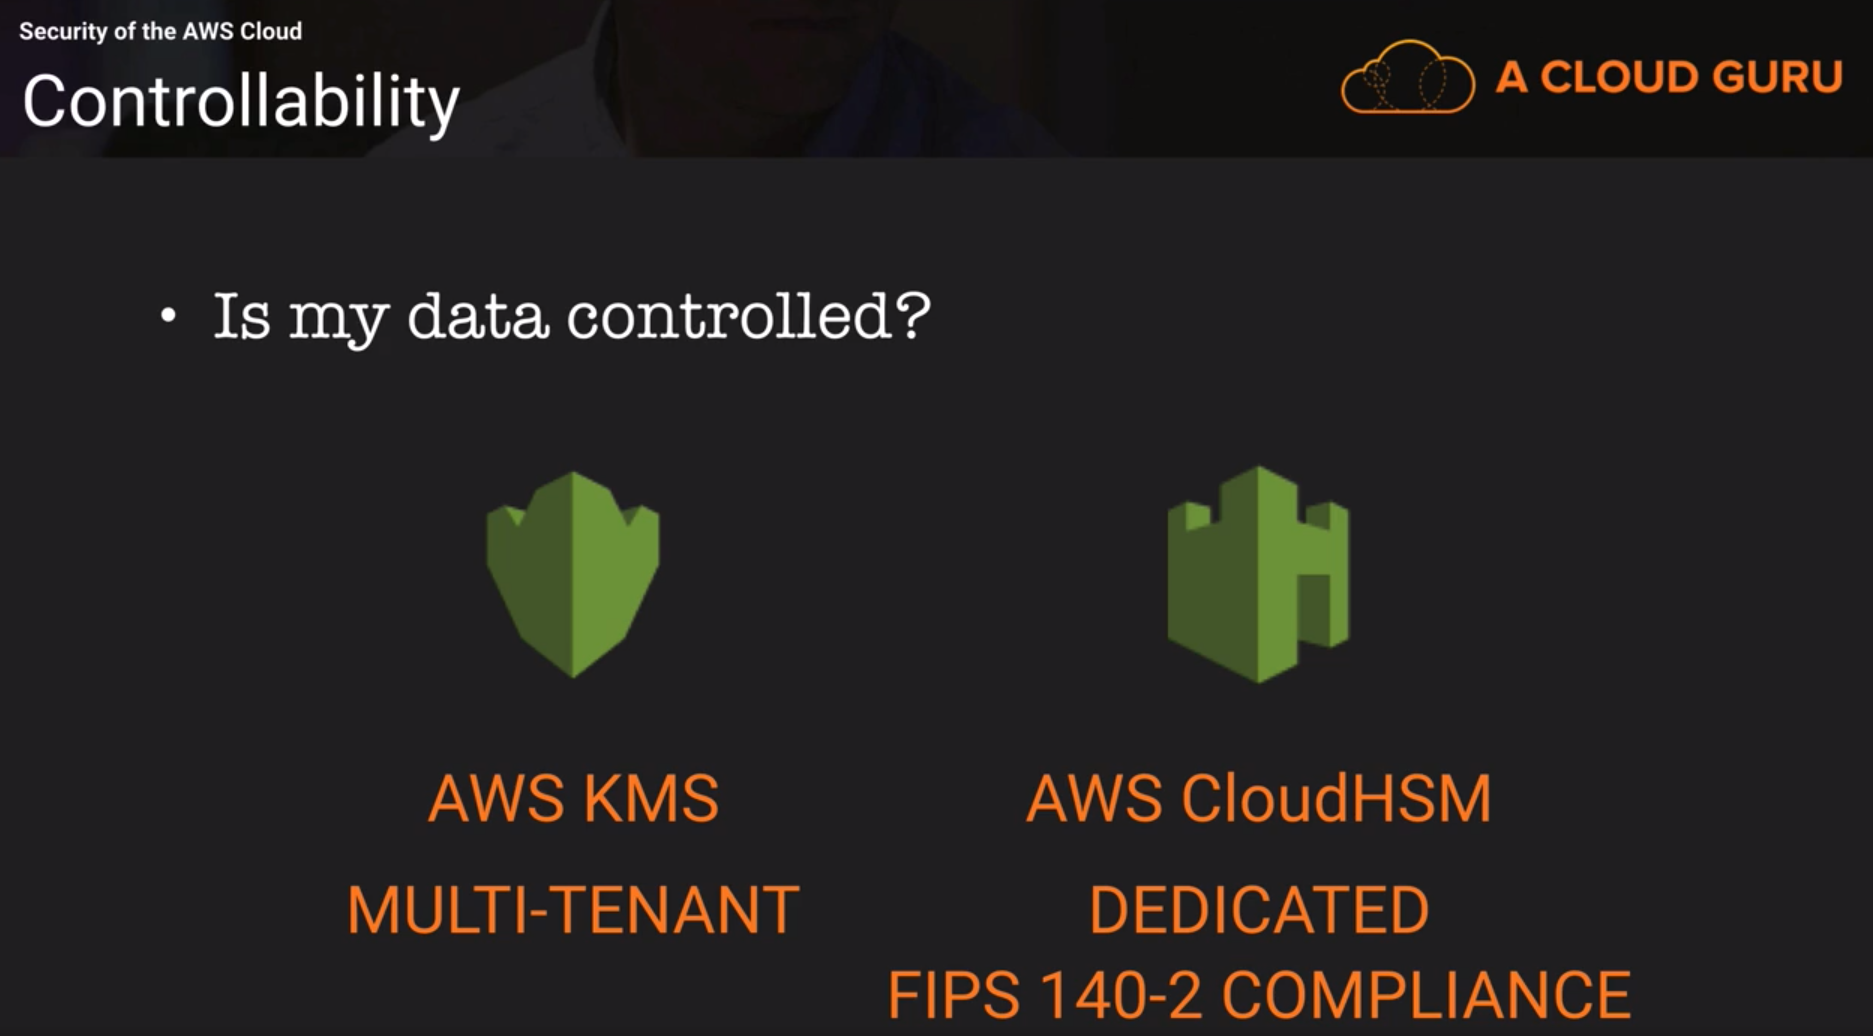 Security of the AWS Cloud
Controllability
A CLOUD GURU
• Is my data controlled?
AWS KMS
MULTI-TENANT
AWS CloudHSM
DEDICATED
FIPS 140-2 COMPLIANCE